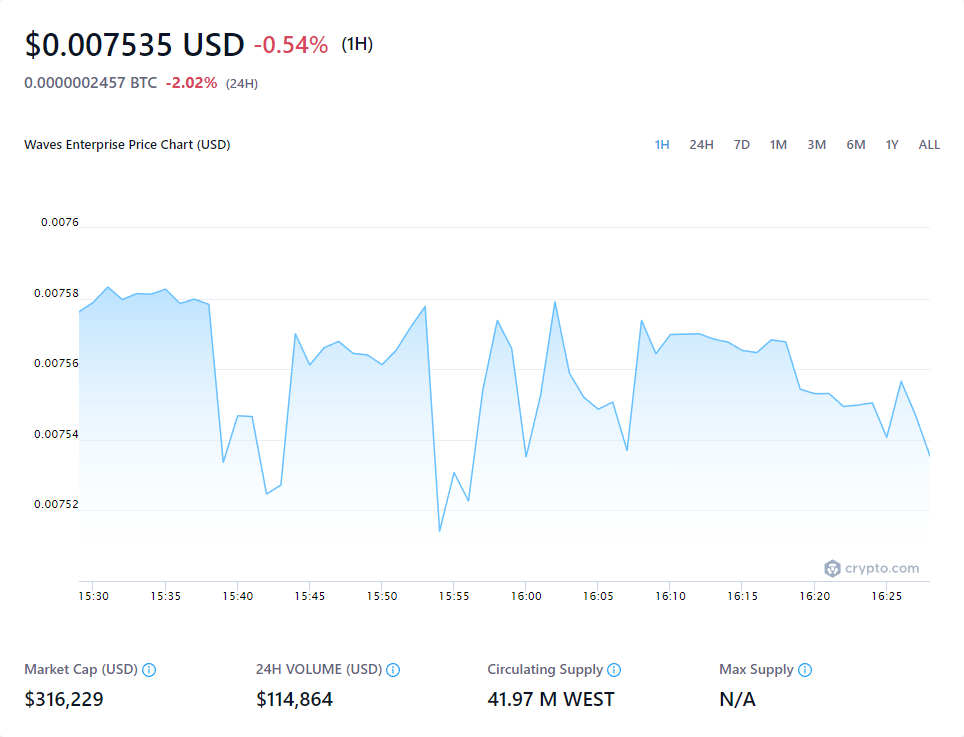 $0.007535 USD -0.54% (1H)
0.0000002457 BTC -2.02% (24H)
Waves Enterprise Price Chart (USD) 1H 24H 7D 1M 3M 6M 1Y ALL
0.0076
0.00758
0.00756
0.00754
0.00752
crypto.com
15:30 15:35 15:40 15:45 15:50 15:55 16:00 16:05 16:10 16:15 16:20 16:25
Market Cap (USD) 24H VOLUME (USD) Circulating Supply Max Supply
$316,229 $114,864 41.97 M WEST N/A